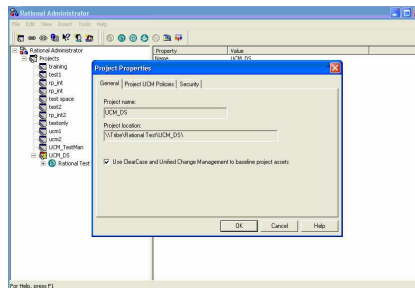 Rational Administrator
File Edit View Insert Tools Help
Rational Administrator
Projects
training
test1
rp_int
rp_int
test space
test2
rp_int2
testonly
ucm1
ucm2
UCM_TestMan
UCM_DS
Rational Test
Property Value
Name UCM_DS
Project Properties
General Project UCM Policies Security
Project name:
UCM_DS
Project location:
\\Tribe\Rational Test\UCM_DS\
Use ClearCase and Unified Change Management to baseline project assets
OK Cancel Help
For Help, press F1